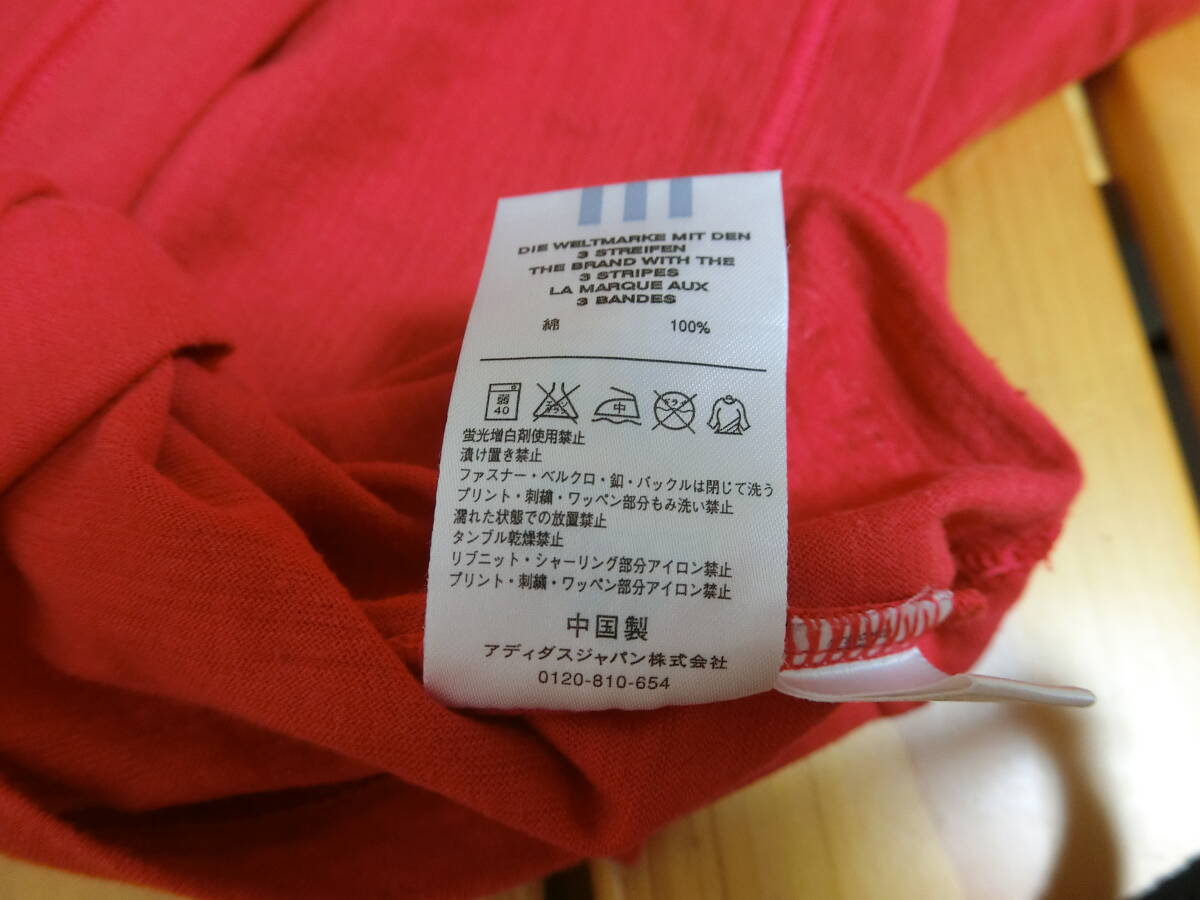 DIE WELTMARKE MIT DEN
3 STREIFEN
THE BRAND WITH THE
3 STRIPES
LA MARQUE AUX
3 BANDES
綿 100%
弱
40
中
ドライ
蛍光増白剤使用禁止
漬け置き禁止
ファスナー・ベルクロ・釦・バックルは閉じて洗う
プリント・刺繍・ワッペン部分もみ洗い禁止
濡れた状態での放置禁止
タンブル乾燥禁止
リブニット・シャーリング部分アイロン禁止
プリント・刺繍・ワッペン部分アイロン禁止
中国製
アディダスジャパン株式会社
0120-810-654